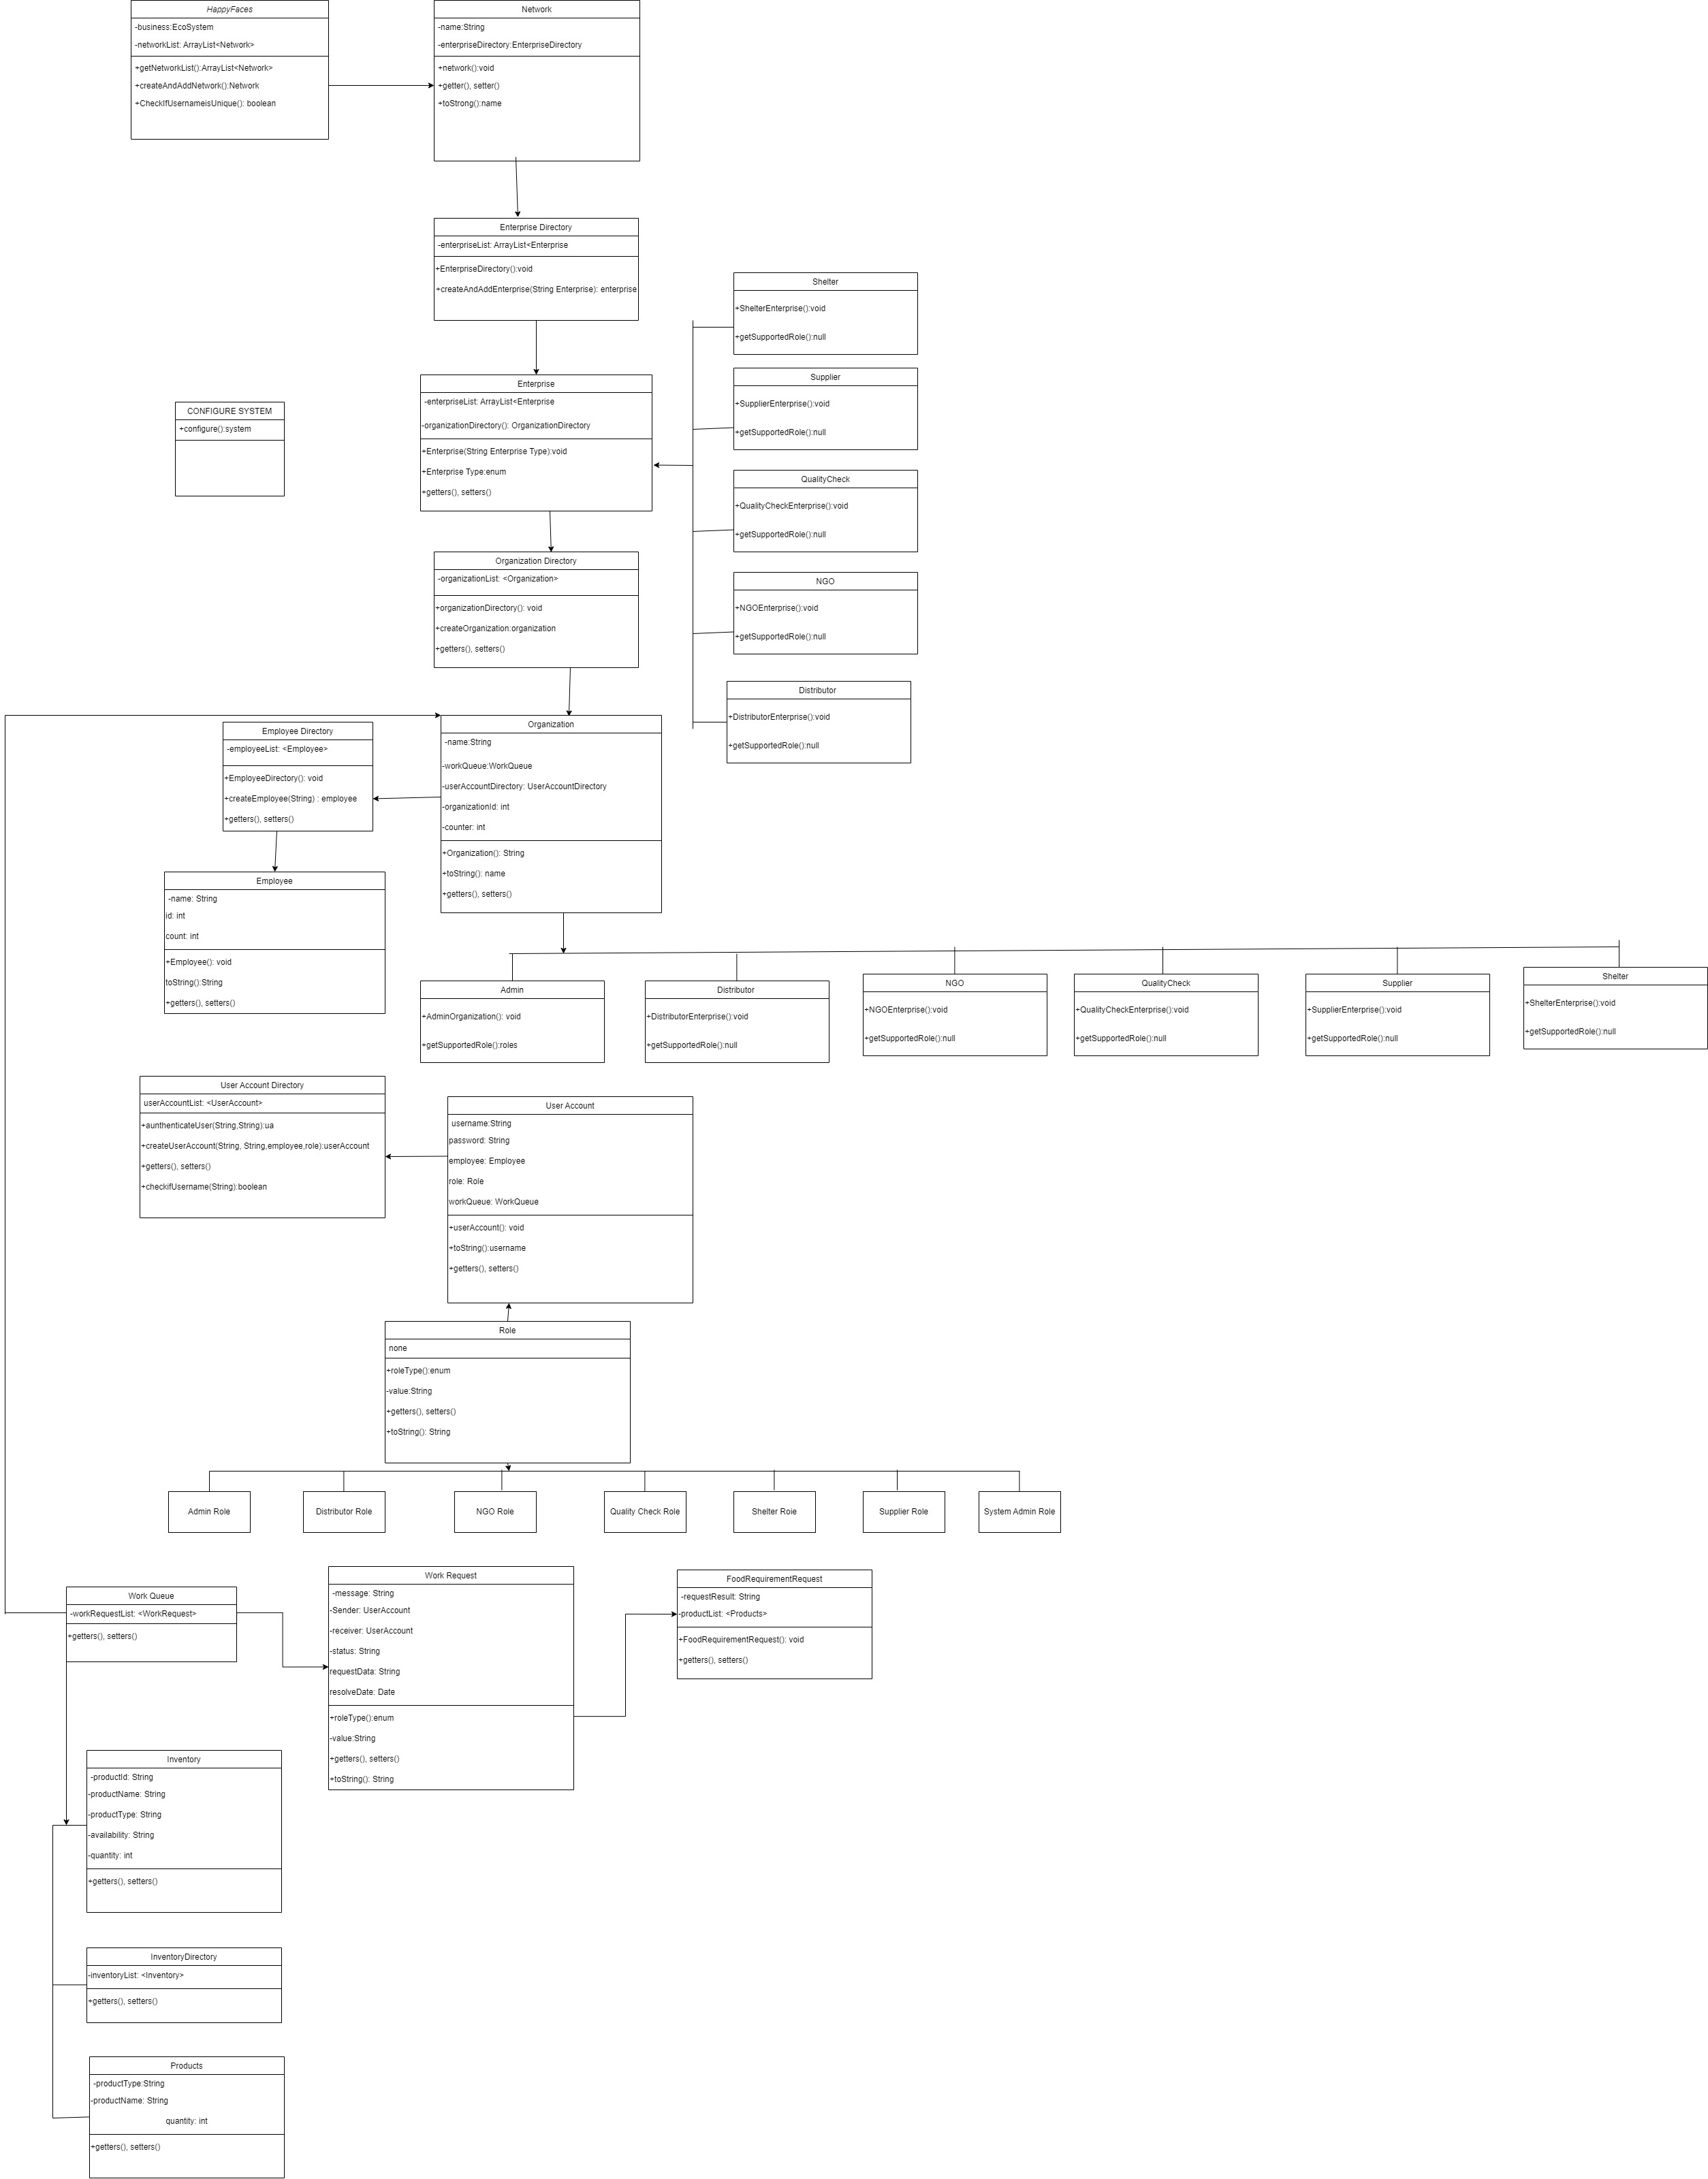 HappyFaces
-business:EcoSystem
-networkList: ArrayList<Network>
+getNetworkList():ArrayList<Network>
+createAndAddNetwork():Network
+CheckIfUsernameisUnique(): boolean
Network
-name:String
-enterpriseDirectory:EnterpriseDirectory
+network():void
+getter(), setter()
+toStrong():name
Enterprise Directory
-enterpriseList: ArrayList<Enterprise
+EnterpriseDirectory():void
+createAndAddEnterprise(String Enterprise): enterprise
Shelter
+ShelterEnterprise():void
+getSupportedRole():null
Supplier
+SupplierEnterprise():void
+getSupportedRole():null
QualityCheck
+QualityCheckEnterprise():void
+getSupportedRole():null
NGO
+NGOEnterprise():void
+getSupportedRole():null
Distributor
+DistributorEnterprise():void
+getSupportedRole():null
Enterprise
-enterpriseList: ArrayList<Enterprise
-organizationDirectory(): OrganizationDirectory
+Enterprise(String Enterprise Type):void
+Enterprise Type:enum
+getters(), setters()
CONFIGURE SYSTEM
+configure():system
Organization Directory
-organizationList: <Organization>
+organizationDirectory(): void
+createOrganization:organization
+getters(), setters()
Organization
-name:String
-workQueue:WorkQueue
-userAccountDirectory: UserAccountDirectory
-organizationId: int
-counter: int
+Organization(): String
+toString(): name
+getters(), setters()
Employee Directory
-employeeList: <Employee>
+EmployeeDirectory(): void
+createEmployee(String) : employee
+getters(), setters()
Employee
-name: String
id: int
count: int
+Employee(): void
toString():String
+getters(), setters()
Admin
+AdminOrganization(): void
+getSupportedRole():roles
Distributor
+DistributorEnterprise():void
+getSupportedRole():null
NGO
+NGOEnterprise():void
+getSupportedRole():null
QualityCheck
+QualityCheckEnterprise():void
+getSupportedRole():null
Supplier
+SupplierEnterprise():void
+getSupportedRole():null
Shelter
+ShelterEnterprise():void
+getSupportedRole():null
User Account Directory
userAccountList: <UserAccount>
+aunthenticateUser(String,String):ua
+createUserAccount(String, String,employee,role):userAccount
+getters(), setters()
+checkifUsername(String):boolean
User Account
username:String
password: String
employee: Employee
role: Role
workQueue: WorkQueue
+userAccount(): void
+toString():username
+getters(), setters()
Role
none
+roleType():enum
-value:String
+getters(), setters()
+toString(): String
Admin Role
Distributor Role
NGO Role
Quality Check Role
Shelter Roie
Supplier Role
System Admin Role
Work Queue
-workRequestList: <WorkRequest>
+getters(), setters()
Work Request
-message: String
-Sender: UserAccount
-receiver: UserAccount
-status: String
requestData: String
resolveDate: Date
+roleType():enum
-value:String
+getters(), setters()
+toString(): String
FoodRequirementRequest
-requestResult: String
-productList: <Products>
+FoodRequirementRequest(): void
+getters(), setters()
Inventory
-productId: String
-productName: String
-productType: String
-availability: String
-quantity: int
+getters(), setters()
InventoryDirectory
-inventoryList: <Inventory>
+getters(), setters()
Products
-productType:String
-productName: String
quantity: int
+getters(), setters()